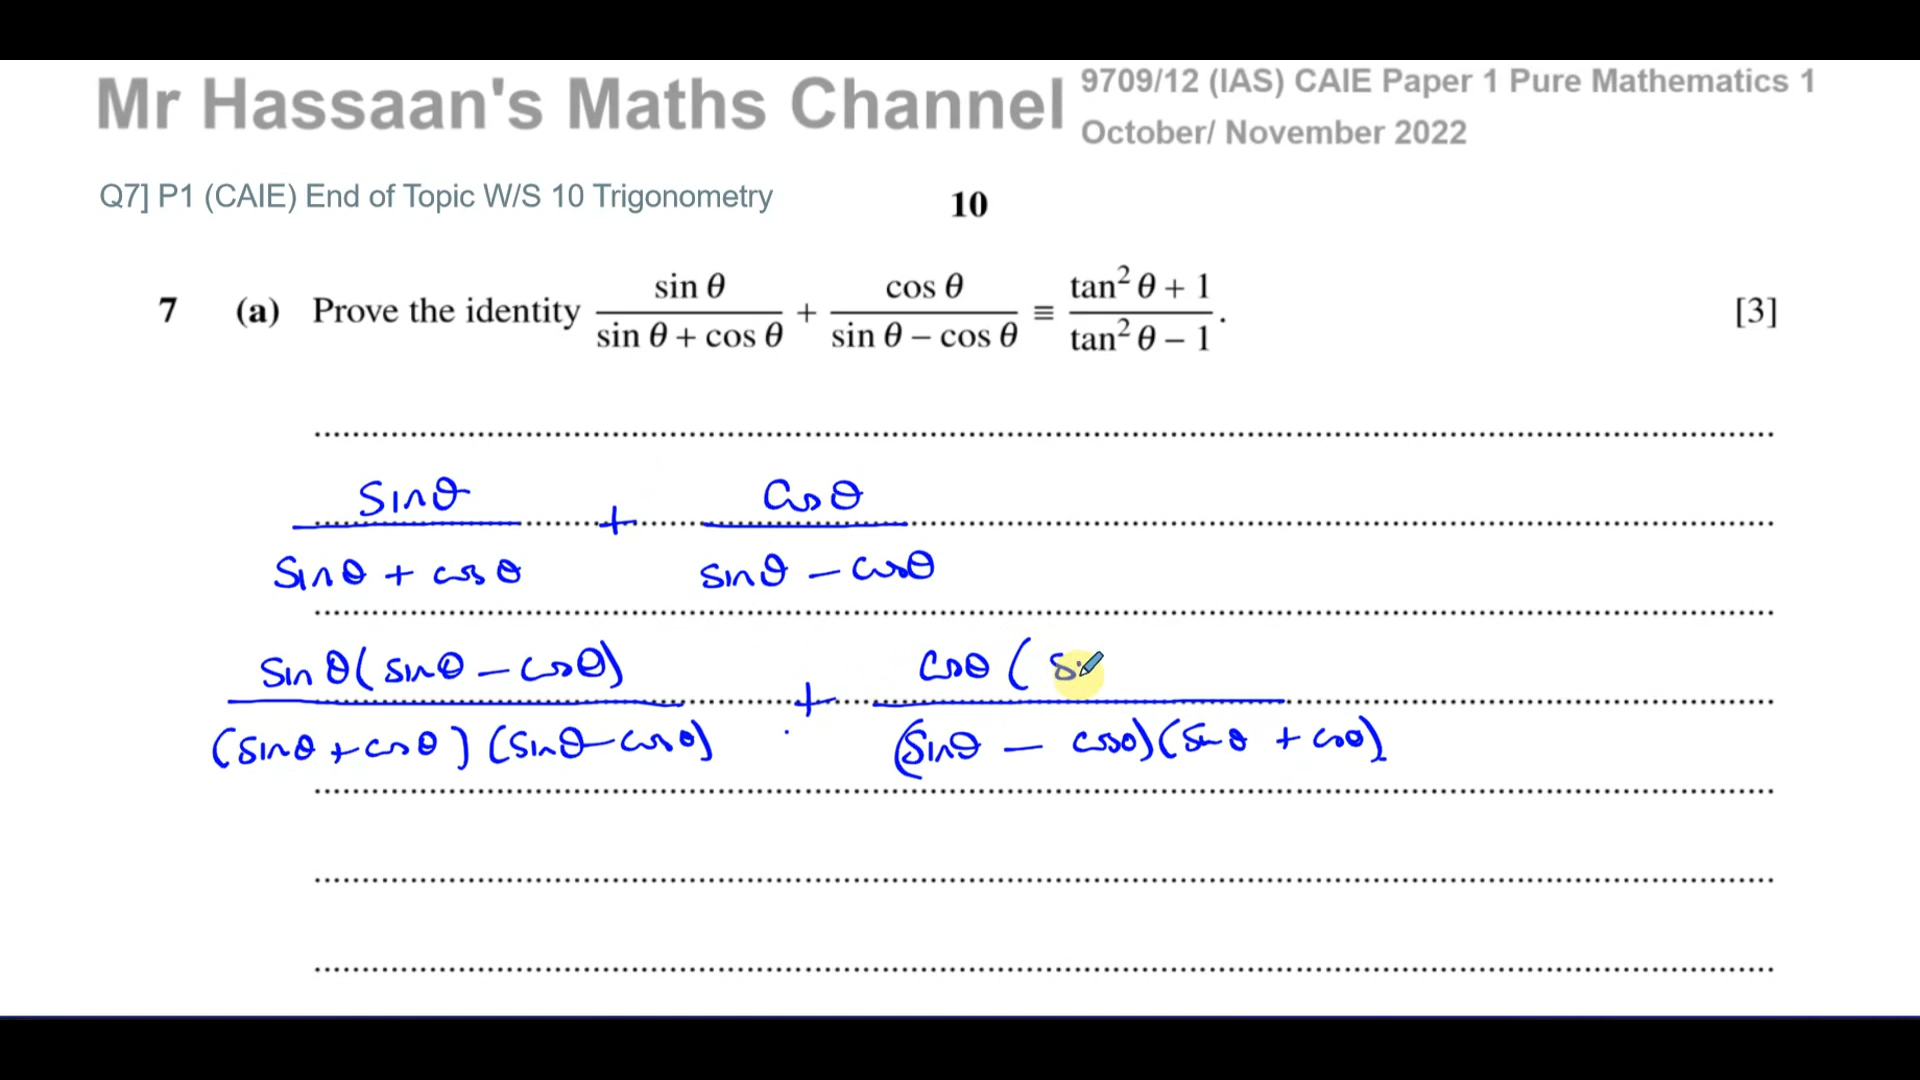 Mr Hassaan's Maths Channel
9709/12 (IAS) CAIE Paper 1 Pure Mathematics 1
October/ November 2022
Q7] P1 (CAIE) End of Topic W/S 10 Trigonometry
10
7 (a) Prove the identity sin θ / (sin θ + cos θ) + cos θ / (sin θ − cos θ) ≡ (tan² θ + 1) / (tan² θ − 1). [3]
sinθ / (sinθ + cosθ) + cosθ / (sinθ − cosθ)
sinθ(sinθ − cosθ) / (sinθ + cosθ)(sinθ − cosθ) + cosθ(s / (sinθ − cosθ)(sinθ + cosθ)